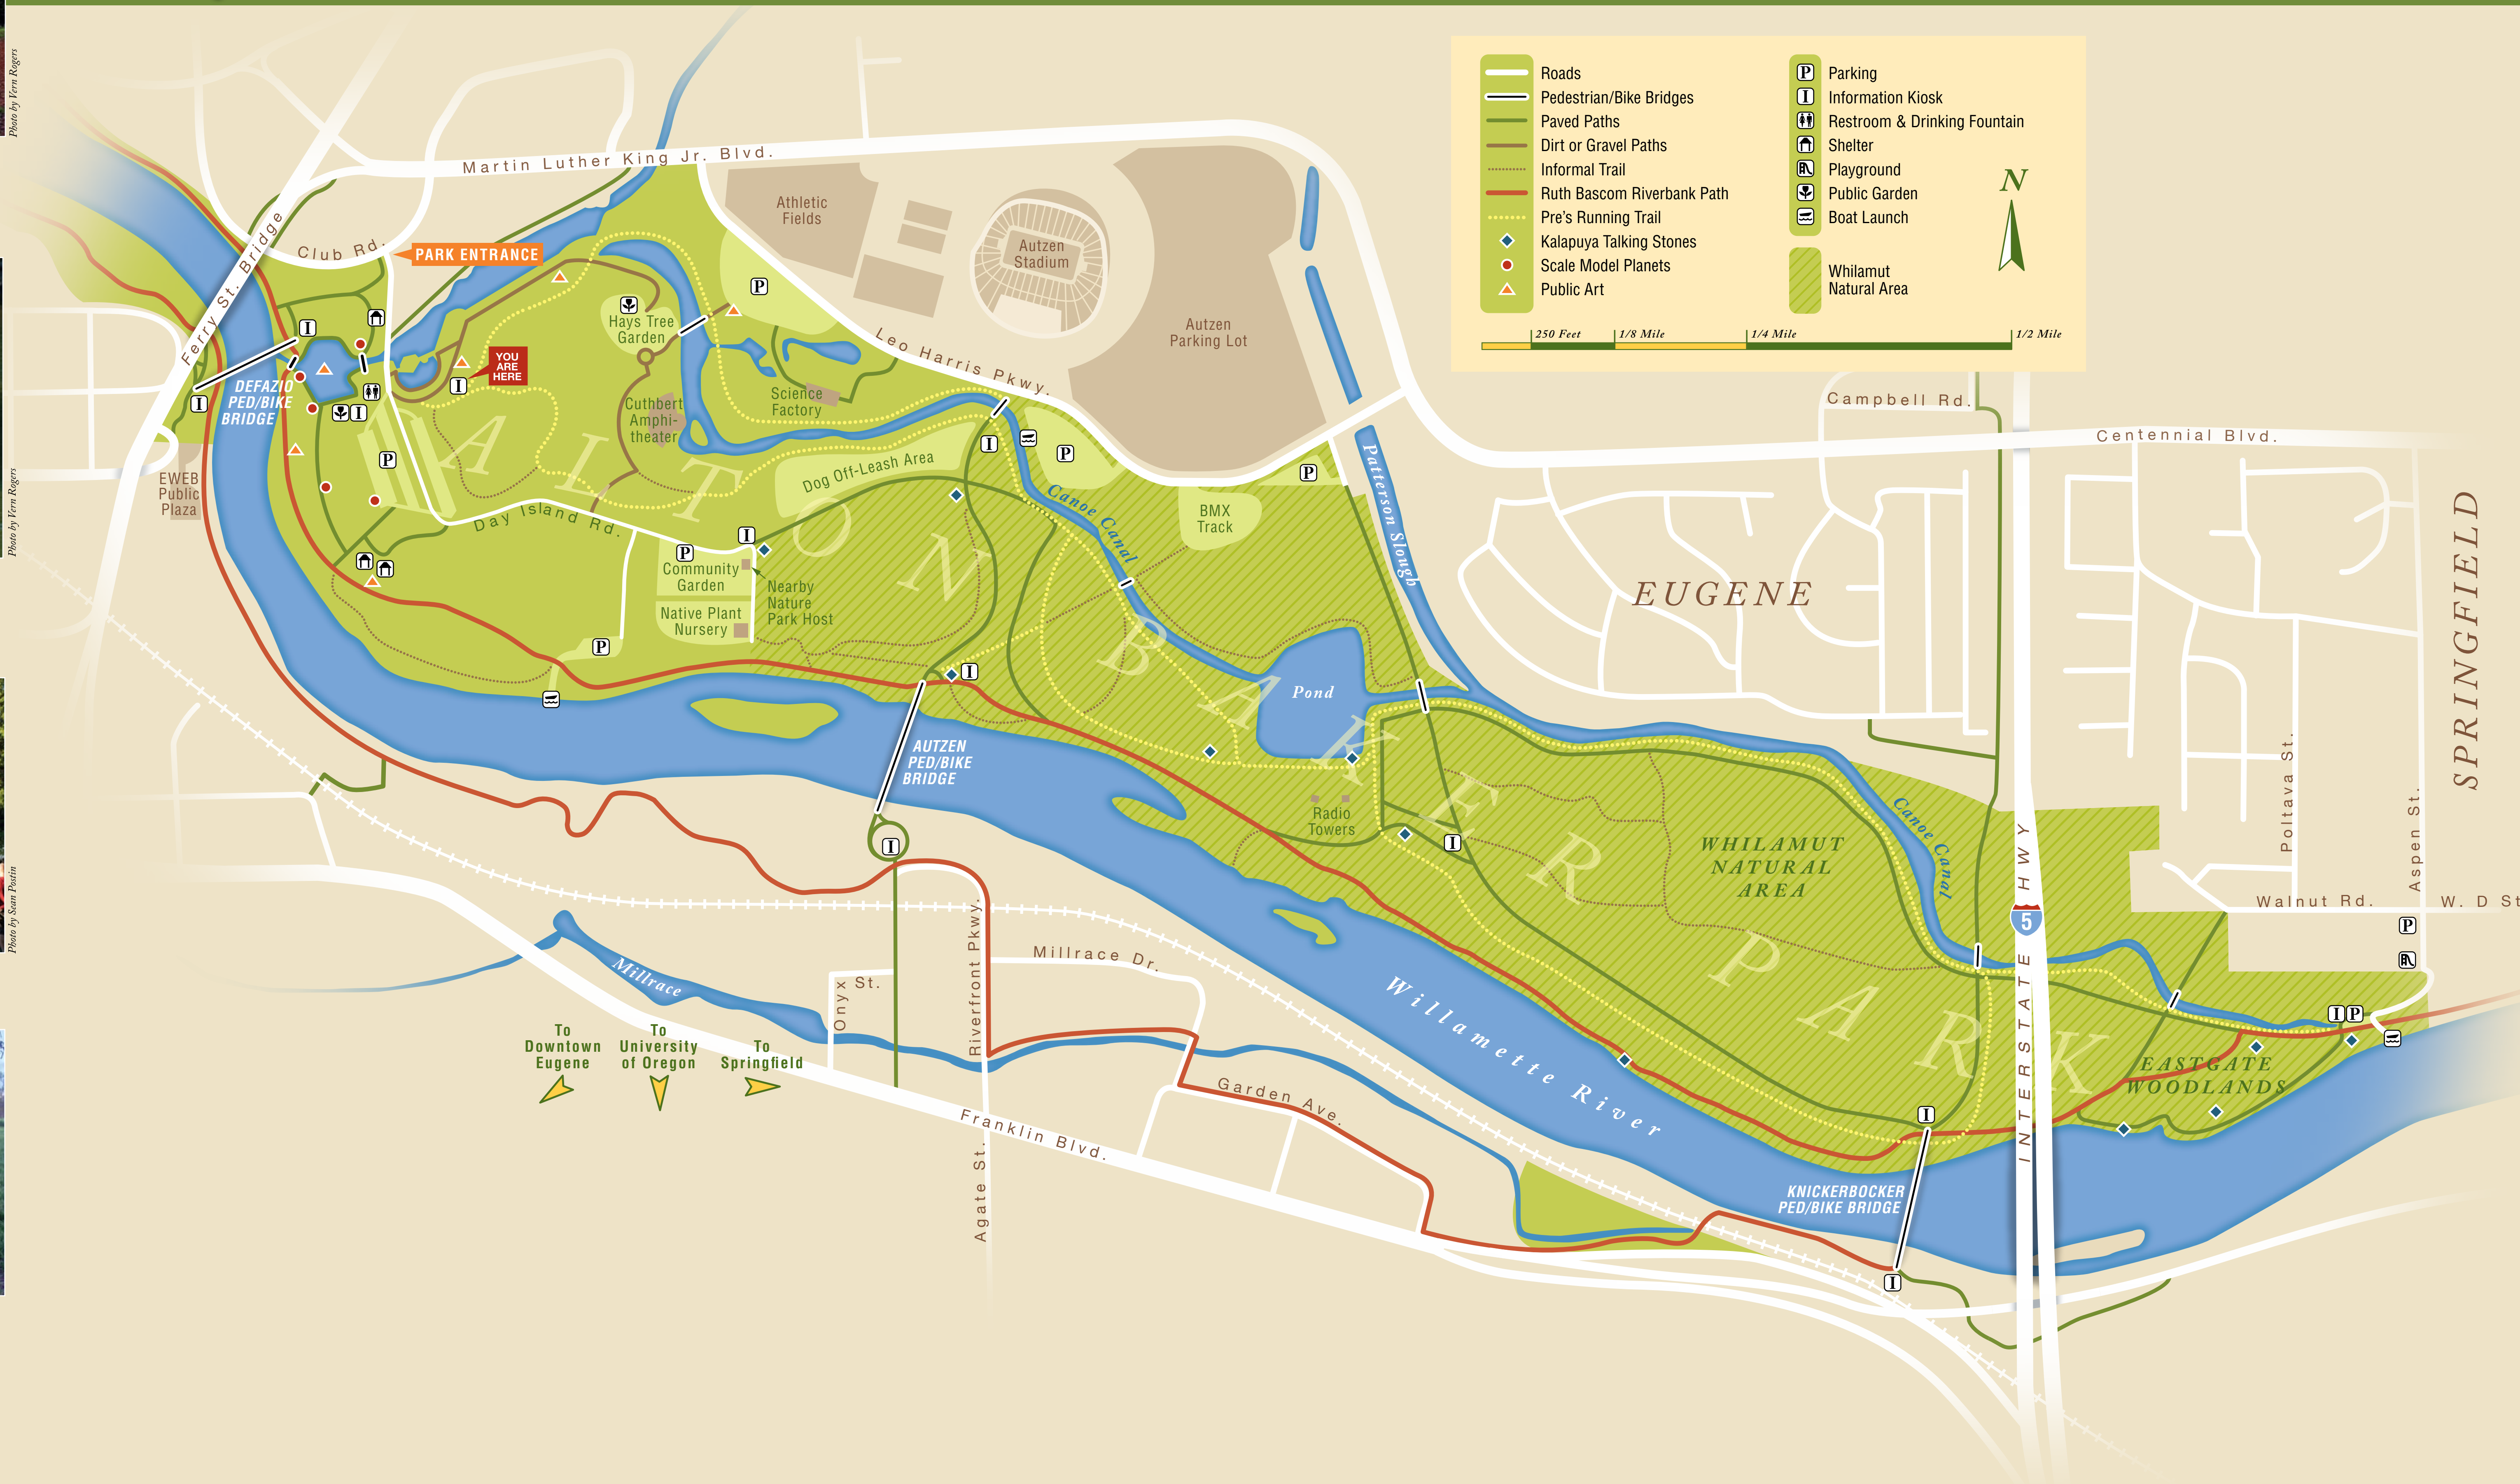 Photo by Vern Rogers
Photo by Vern Rogers
Photo by Sean Postin
Roads
Pedestrian/Bike Bridges
Paved Paths
Dirt or Gravel Paths
Informal Trail
Ruth Bascom Riverbank Path
Pre's Running Trail
Kalapuya Talking Stones
Scale Model Planets
Public Art
P Parking
I Information Kiosk
Restroom & Drinking Fountain
Shelter
Playground
Public Garden
Boat Launch
Whilamut
Natural Area
N
250 Feet
1/8 Mile
1/4 Mile
1/2 Mile
Martin Luther King Jr. Blvd.
Club Rd.
PARK ENTRANCE
Ferry St. Bridge
Athletic
Fields
Autzen
Stadium
Autzen
Parking Lot
Leo Harris Pkwy.
Hays Tree
Garden
YOU
ARE
HERE
DEFAZIO
PED/BIKE
BRIDGE
EWEB
Public
Plaza
Cuthbert
Amphi-
theater
Science
Factory
Dog Off-Leash Area
Day Island Rd.
Community
Garden
Native Plant
Nursery
Nearby
Nature
Park Host
Canoe Canal
BMX
Track
Patterson Slough
Pond
ALTON BAKER PARK
AUTZEN
PED/BIKE
BRIDGE
Radio
Towers
WHILAMUT
NATURAL
AREA
Canoe Canal
EUGENE
SPRINGFIELD
Campbell Rd.
Centennial Blvd.
Poltava St.
Aspen St.
Walnut Rd.
W. D St
INTERSTATE HWY
5
EASTGATE
WOODLANDS
KNICKERBOCKER
PED/BIKE BRIDGE
Willamette River
Millrace
Onyx St.
Riverfront Pkwy.
Millrace Dr.
Garden Ave.
Franklin Blvd.
Agate St.
To
Downtown
Eugene
To
University
of Oregon
To
Springfield
I
I
I
I
P
P
I
P
P
I
P
P
P
I
I
I
I
I
I
P
I
P